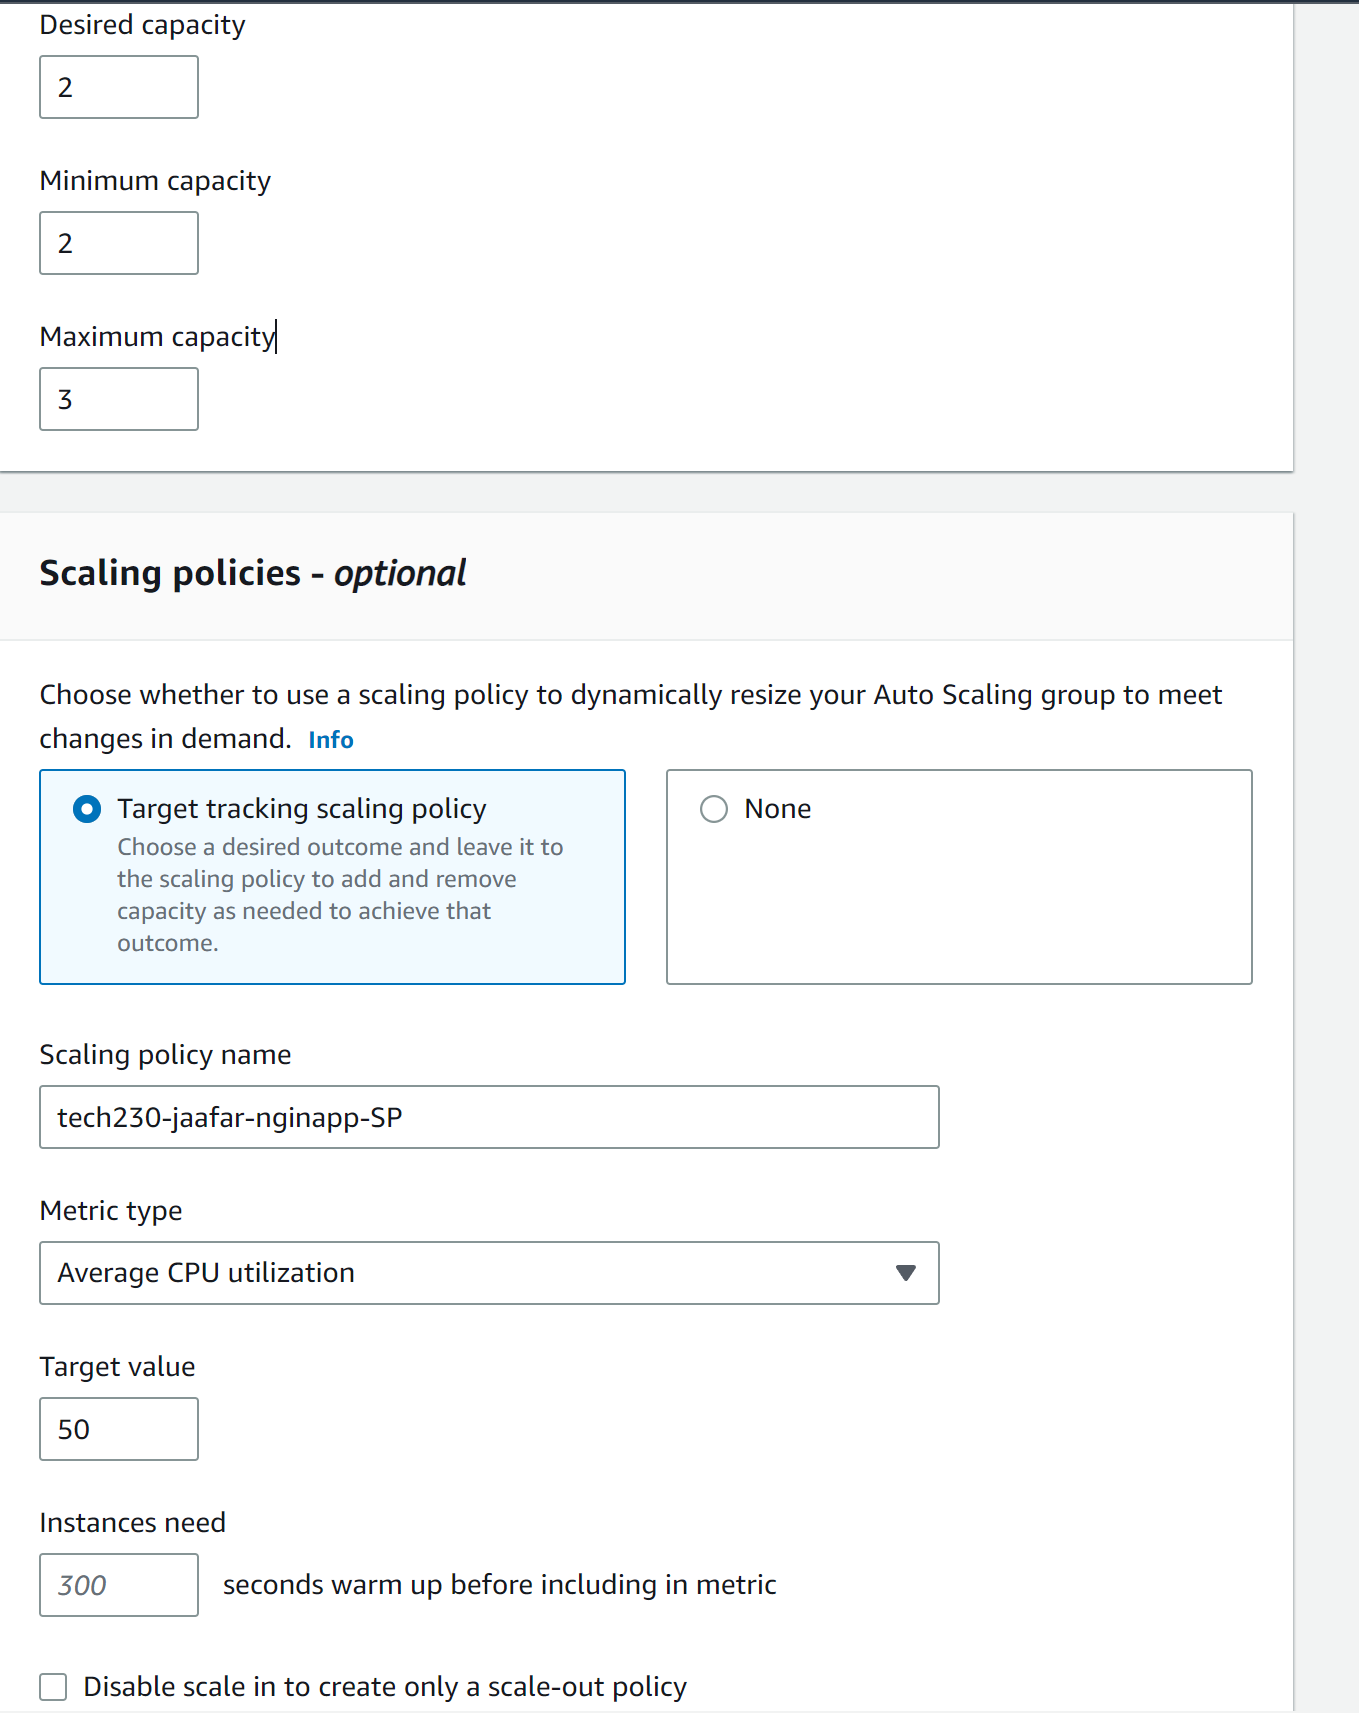 Desired capacity
2
Minimum capacity
2
Maximum capacity
3
Scaling policies - optional
Choose whether to use a scaling policy to dynamically resize your Auto Scaling group to meet
changes in demand. Info
Target tracking scaling policy
Choose a desired outcome and leave it to
the scaling policy to add and remove
capacity as needed to achieve that
outcome.
None
Scaling policy name
tech230-jaafar-nginapp-SP
Metric type
Average CPU utilization
Target value
50
Instances need
300 seconds warm up before including in metric
Disable scale in to create only a scale-out policy